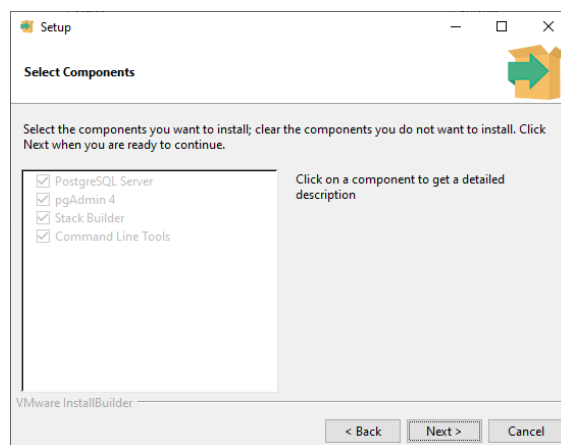 Setup
Select Components
Select the components you want to install; clear the components you do not want to install. Click
Next when you are ready to continue.
PostgreSQL Server
pgAdmin 4
Stack Builder
Command Line Tools
Click on a component to get a detailed
description
VMware InstallBuilder
< Back
Next >
Cancel